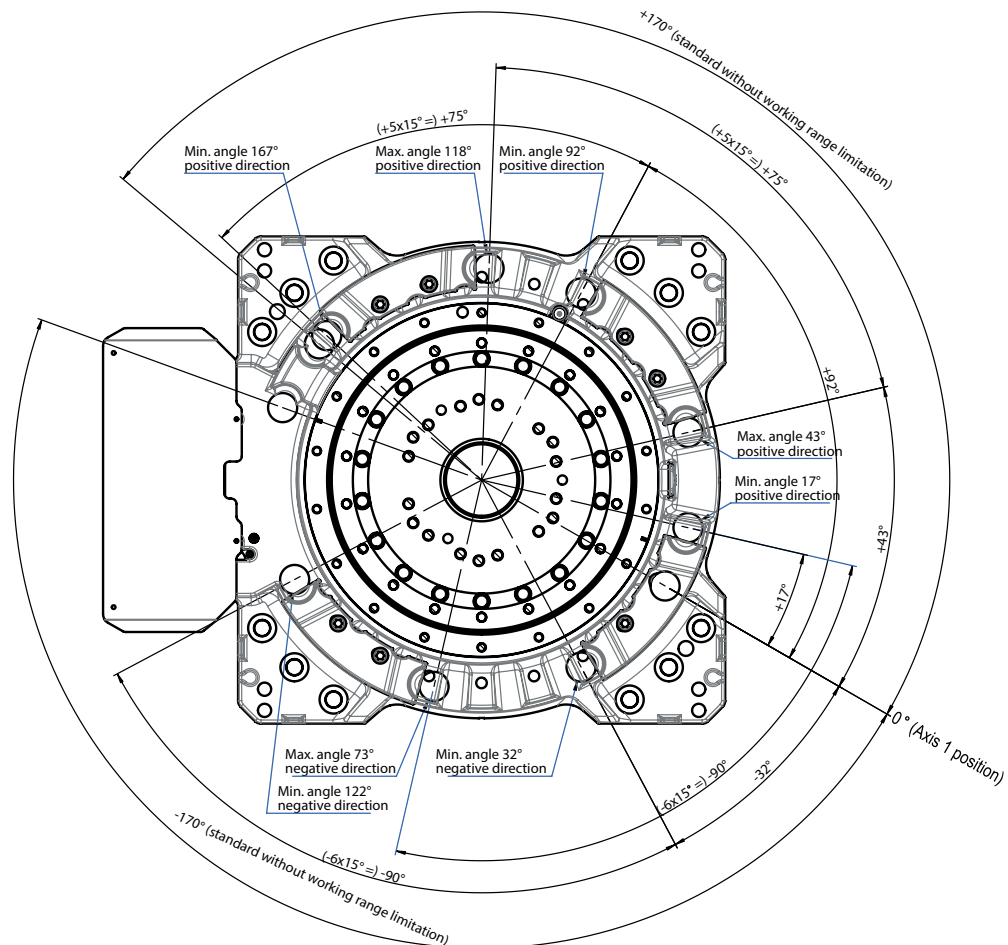 +170° (standard without working range limitation)
(+5x15° =) +75°
(+5x15° =) +75°
Min. angle 167°
positive direction
Max. angle 118°
positive direction
Min. angle 92°
positive direction
+92°
Max. angle 43°
positive direction
Min. angle 17°
positive direction
+43°
+17°
0 ° (Axis 1 position)
Max. angle 73°
negative direction
Min. angle 32°
negative direction
Min. angle 122°
negative direction
-6x15° =) -90°
-32°
(-6x15° =) -90°
-170° (standard without working range limitation)